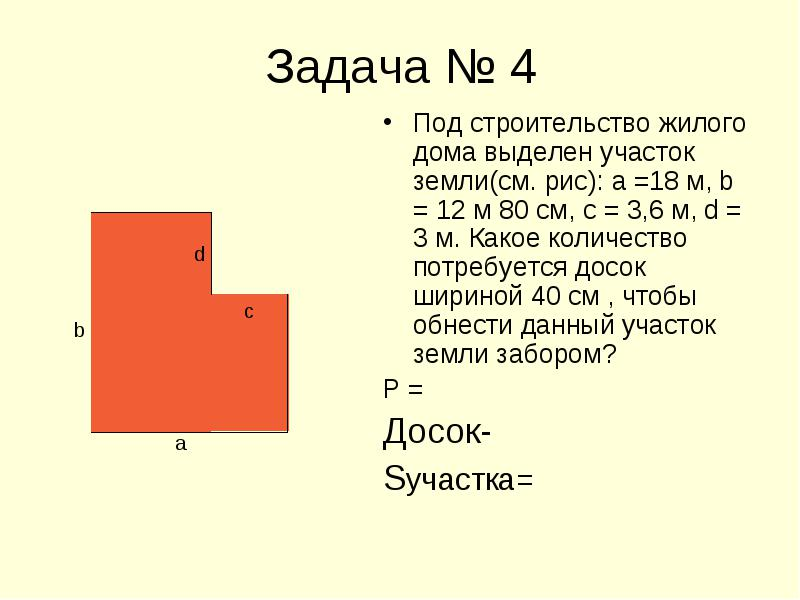 Задача № 4
• Под строительство жилого
дома выделен участок
земли(см. рис): а =18 м, b
= 12 м 80 см, с = 3,6 м, d =
3 м. Какое количество
потребуется досок
шириной 40 см , чтобы
обнести данный участок
земли забором?
Р =
Досок-
Sучастка=
d
c
b
a